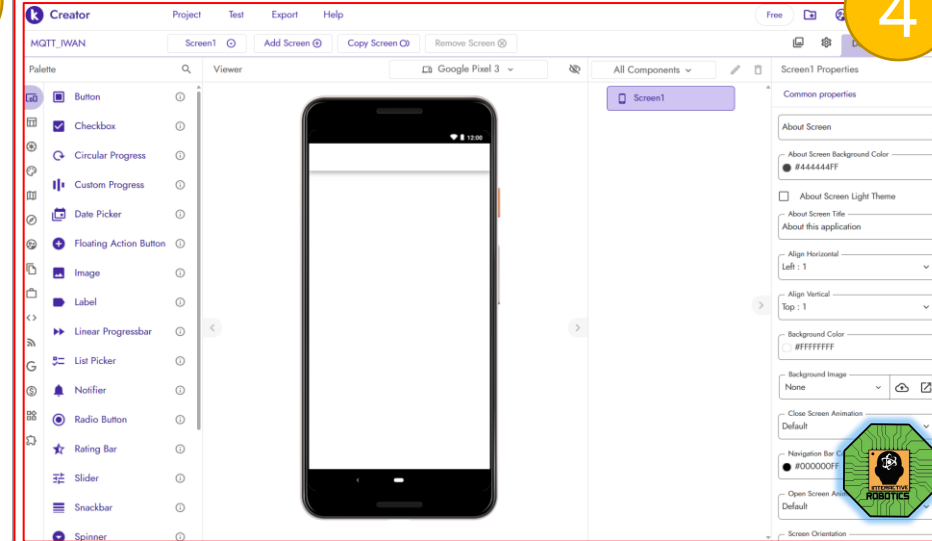 Creator
Project
Test
Export
Help
Free
4
MQTT_IWAN
Screen1
Add Screen
Copy Screen
Remove Screen
Palette
Viewer
Google Pixel 3
All Components
Screen1 Properties
Button
Checkbox
Circular Progress
Custom Progress
Date Picker
Floating Action Button
Image
Label
Linear Progressbar
List Picker
Notifier
Radio Button
Rating Bar
Slider
Snackbar
Spinner
12:00
Screen1
Common properties
About Screen
About Screen Background Color
#444444FF
About Screen Light Theme
About Screen Title
About this application
Align Horizontal
Left : 1
Align Vertical
Top : 1
Background Color
#FFFFFFFF
Background Image
None
Close Screen Animation
Default
Navigation Bar
#000000FF
Open Screen
Default
Screen Orientation
INTERACTIVE
ROBOTICS